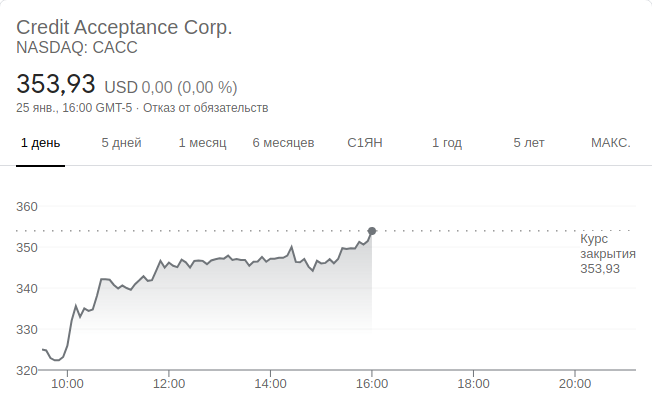 Credit Acceptance Corp.
NASDAQ: CACC
353,93 USD 0,00 (0,00 %)
25 янв., 16:00 GMT-5 · Отказ от обязательств
1 день 5 дней 1 месяц 6 месяцев С1ЯН 1 год 5 лет МАКС.
360
350
340
330
320
Курс
закрытия
353,93
10:00 12:00 14:00 16:00 18:00 20:00